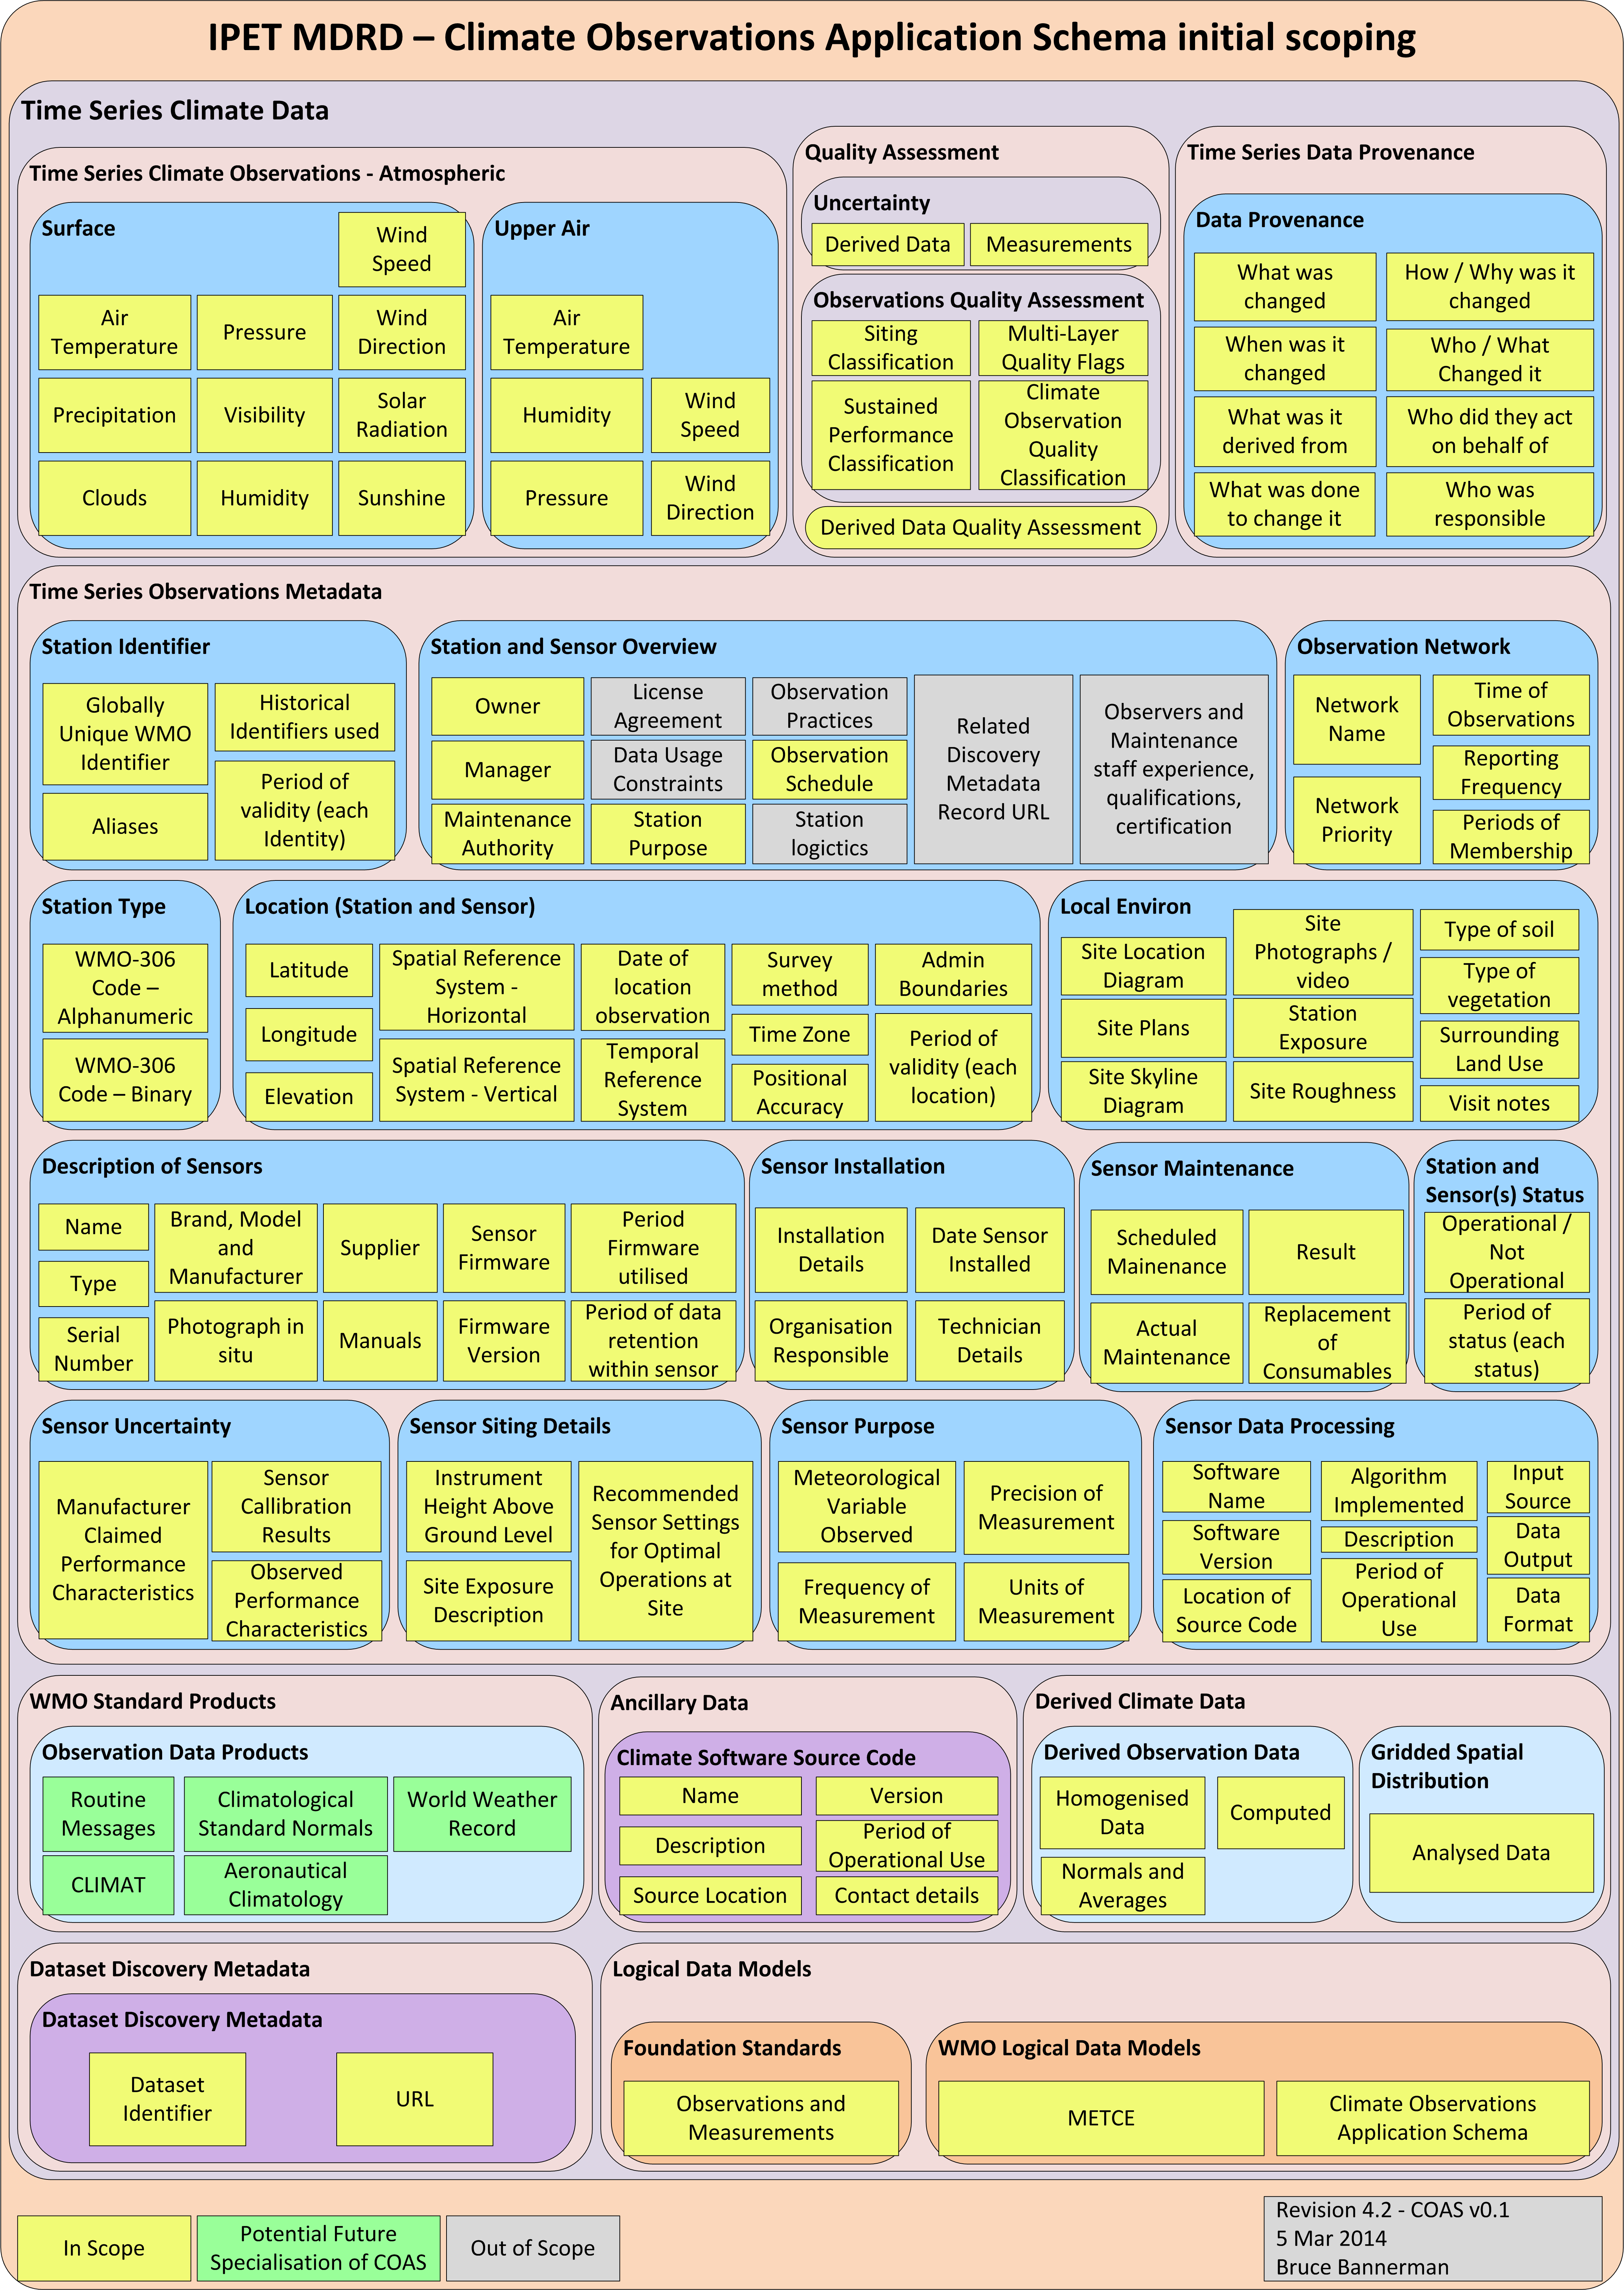 IPET MDRD – Climate Observations Application Schema initial scoping
Time Series Climate Data
Time Series Climate Observations - Atmospheric
Surface
Wind
Speed
Air
Temperature
Pressure
Wind
Direction
Precipitation
Visibility
Solar
Radiation
Clouds
Humidity
Sunshine
Upper Air
Air
Temperature
Humidity
Wind
Speed
Pressure
Wind
Direction
Quality Assessment
Uncertainty
Derived Data
Measurements
Observations Quality Assessment
Siting
Classification
Multi-Layer
Quality Flags
Sustained
Performance
Classification
Climate
Observation
Quality
Classification
Derived Data Quality Assessment
Time Series Data Provenance
Data Provenance
What was
changed
How / Why was it
changed
When was it
changed
Who / What
Changed it
What was it
derived from
Who did they act
on behalf of
What was done
to change it
Who was
responsible
Time Series Observations Metadata
Station Identifier
Globally
Unique WMO
Identifier
Historical
Identifiers used
Aliases
Period of
validity (each
Identity)
Station and Sensor Overview
Owner
License
Agreement
Observation
Practices
Manager
Data Usage
Constraints
Observation
Schedule
Maintenance
Authority
Station
Purpose
Station
logictics
Related
Discovery
Metadata
Record URL
Observers and
Maintenance
staff experience,
qualifications,
certification
Observation Network
Network
Name
Time of
Observations
Reporting
Frequency
Network
Priority
Periods of
Membership
Station Type
WMO-306
Code –
Alphanumeric
WMO-306
Code – Binary
Location (Station and Sensor)
Latitude
Longitude
Elevation
Spatial Reference
System -
Horizontal
Spatial Reference
System - Vertical
Date of
location
observation
Temporal
Reference
System
Survey
method
Time Zone
Positional
Accuracy
Admin
Boundaries
Period of
validity (each
location)
Local Environ
Site Location
Diagram
Site Plans
Site Skyline
Diagram
Site
Photographs /
video
Station
Exposure
Site Roughness
Type of soil
Type of
vegetation
Surrounding
Land Use
Visit notes
Description of Sensors
Name
Type
Serial
Number
Brand, Model
and
Manufacturer
Photograph in
situ
Supplier
Manuals
Sensor
Firmware
Firmware
Version
Period
Firmware
utilised
Period of data
retention
within sensor
Sensor Installation
Installation
Details
Date Sensor
Installed
Organisation
Responsible
Technician
Details
Sensor Maintenance
Scheduled
Mainenance
Result
Actual
Maintenance
Replacement
of
Consumables
Station and
Sensor(s) Status
Operational /
Not
Operational
Period of
status (each
status)
Sensor Uncertainty
Manufacturer
Claimed
Performance
Characteristics
Sensor
Callibration
Results
Observed
Performance
Characteristics
Sensor Siting Details
Instrument
Height Above
Ground Level
Site Exposure
Description
Recommended
Sensor Settings
for Optimal
Operations at
Site
Sensor Purpose
Meteorological
Variable
Observed
Precision of
Measurement
Frequency of
Measurement
Units of
Measurement
Sensor Data Processing
Software
Name
Software
Version
Location of
Source Code
Algorithm
Implemented
Description
Period of
Operational
Use
Input
Source
Data
Output
Data
Format
WMO Standard Products
Observation Data Products
Routine
Messages
Climatological
Standard Normals
World Weather
Record
CLIMAT
Aeronautical
Climatology
Ancillary Data
Climate Software Source Code
Name
Version
Description
Period of
Operational Use
Source Location
Contact details
Derived Climate Data
Derived Observation Data
Homogenised
Data
Computed
Normals and
Averages
Gridded Spatial
Distribution
Analysed Data
Dataset Discovery Metadata
Dataset Discovery Metadata
Dataset
Identifier
URL
Logical Data Models
Foundation Standards
Observations and
Measurements
WMO Logical Data Models
METCE
Climate Observations
Application Schema
In Scope
Potential Future
Specialisation of COAS
Out of Scope
Revision 4.2 - COAS v0.1
5 Mar 2014
Bruce Bannerman